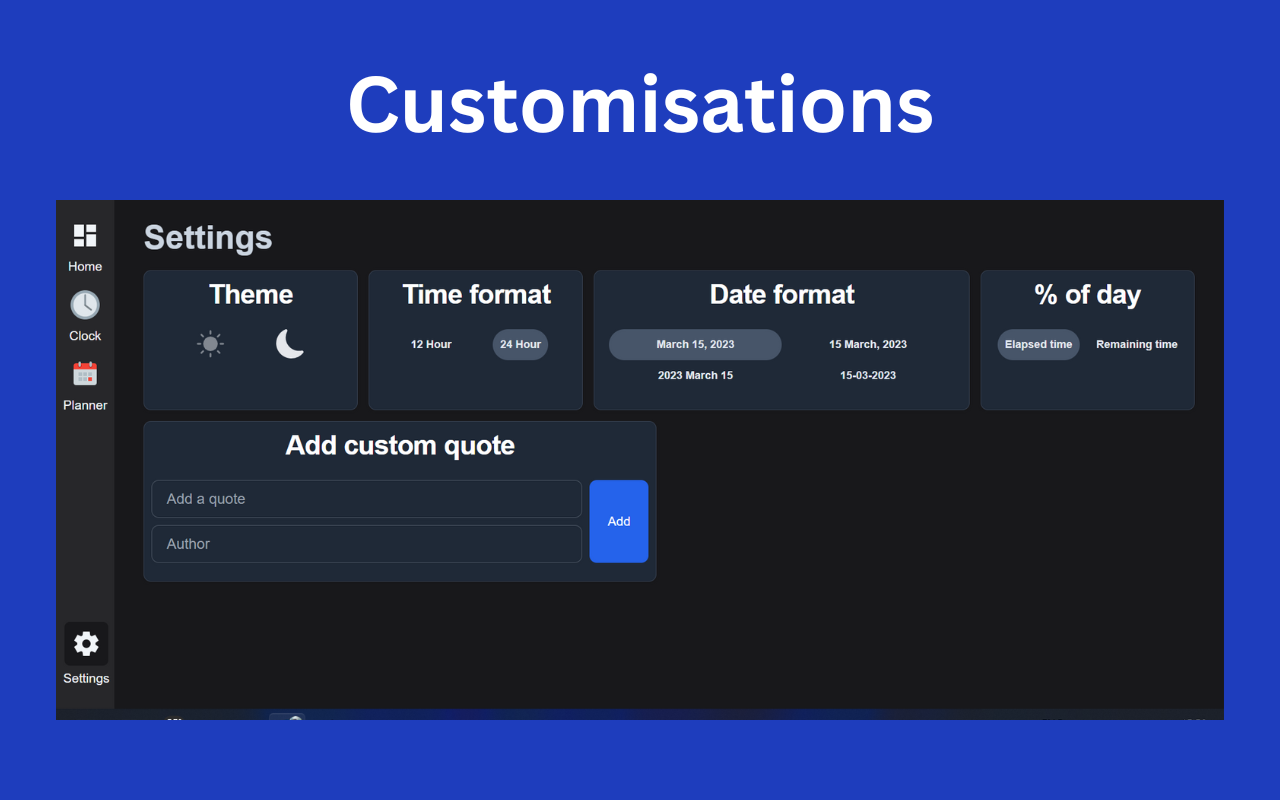 Customisations
Settings
Home
Clock
Planner
Settings
Theme
Time format
12 Hour 24 Hour
Date format
March 15, 2023 15 March, 2023
2023 March 15 15-03-2023
% of day
Elapsed time Remaining time
Add custom quote
Add a quote
Author
Add